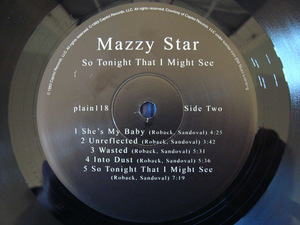 Mazzy Star
So Tonight That I Might See
plain118 Side Two
1 She's My Baby (Roback, Sandoval) 4:25
2 Unreflected (Roback, Sandoval) 3:42
3 Wasted (Roback, Sandoval) 5:31
4 Into Dust (Roback, Sandoval) 5:36
5 So Tonight That I Might See
(Roback, Sandoval)
7:19